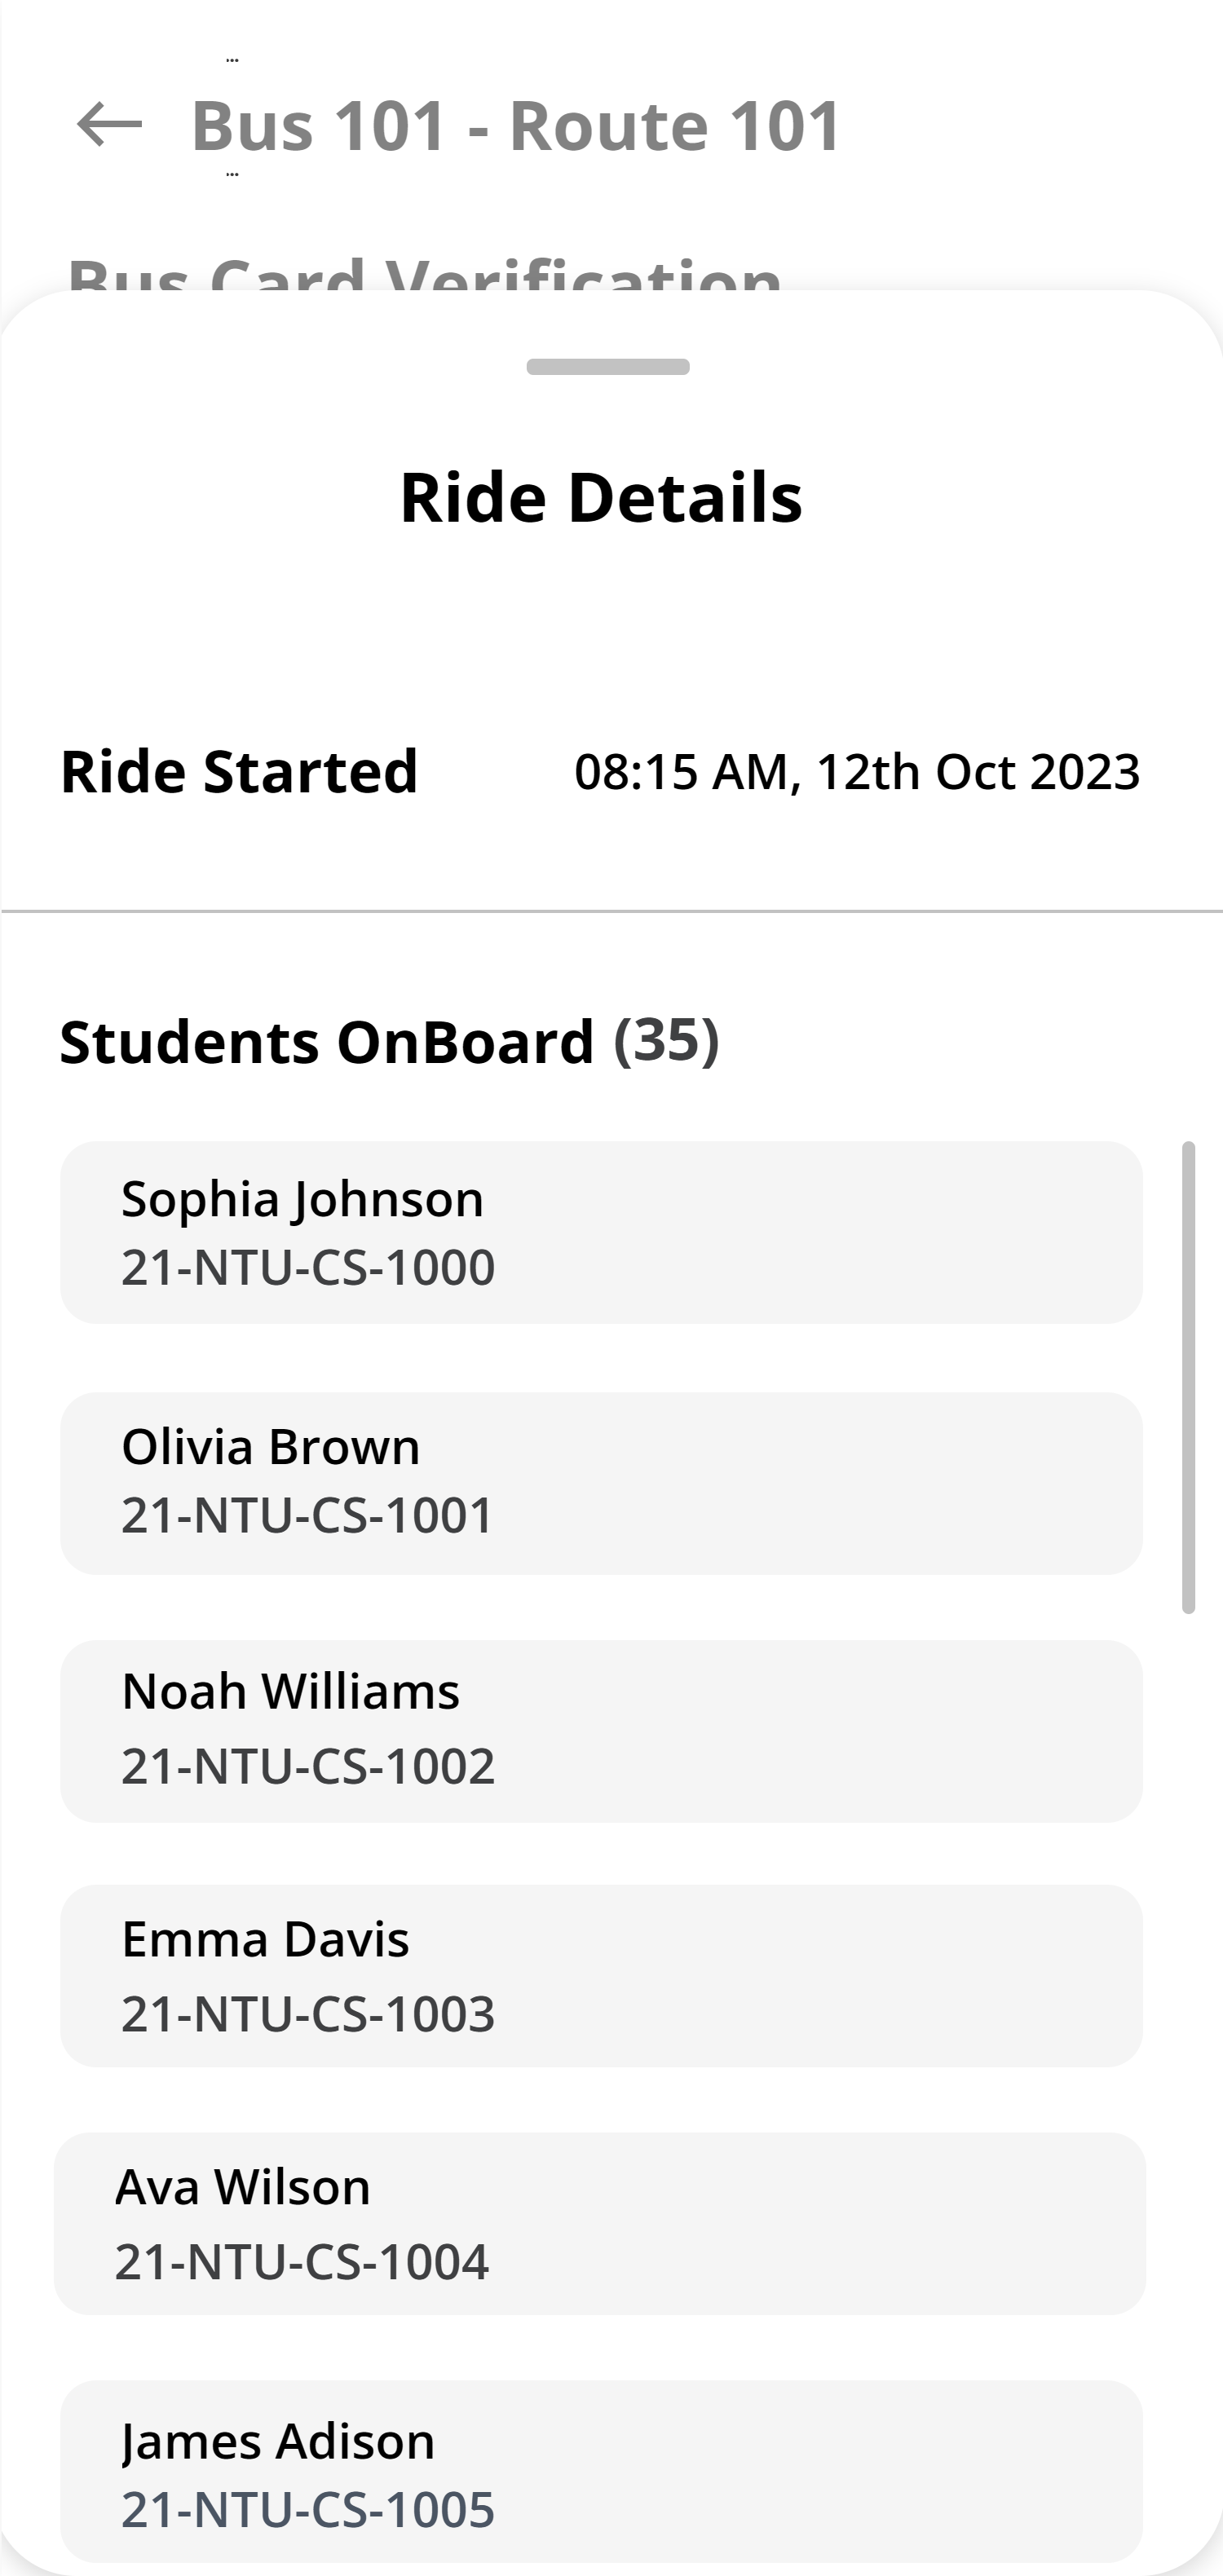 ...
Bus 101 - Route 101
...
Bus Card Verification
Ride Details
Ride Started 08:15 AM, 12th Oct 2023
Students OnBoard (35)
Sophia Johnson
21-NTU-CS-1000
Olivia Brown
21-NTU-CS-1001
Noah Williams
21-NTU-CS-1002
Emma Davis
21-NTU-CS-1003
Ava Wilson
21-NTU-CS-1004
James Adison
21-NTU-CS-1005